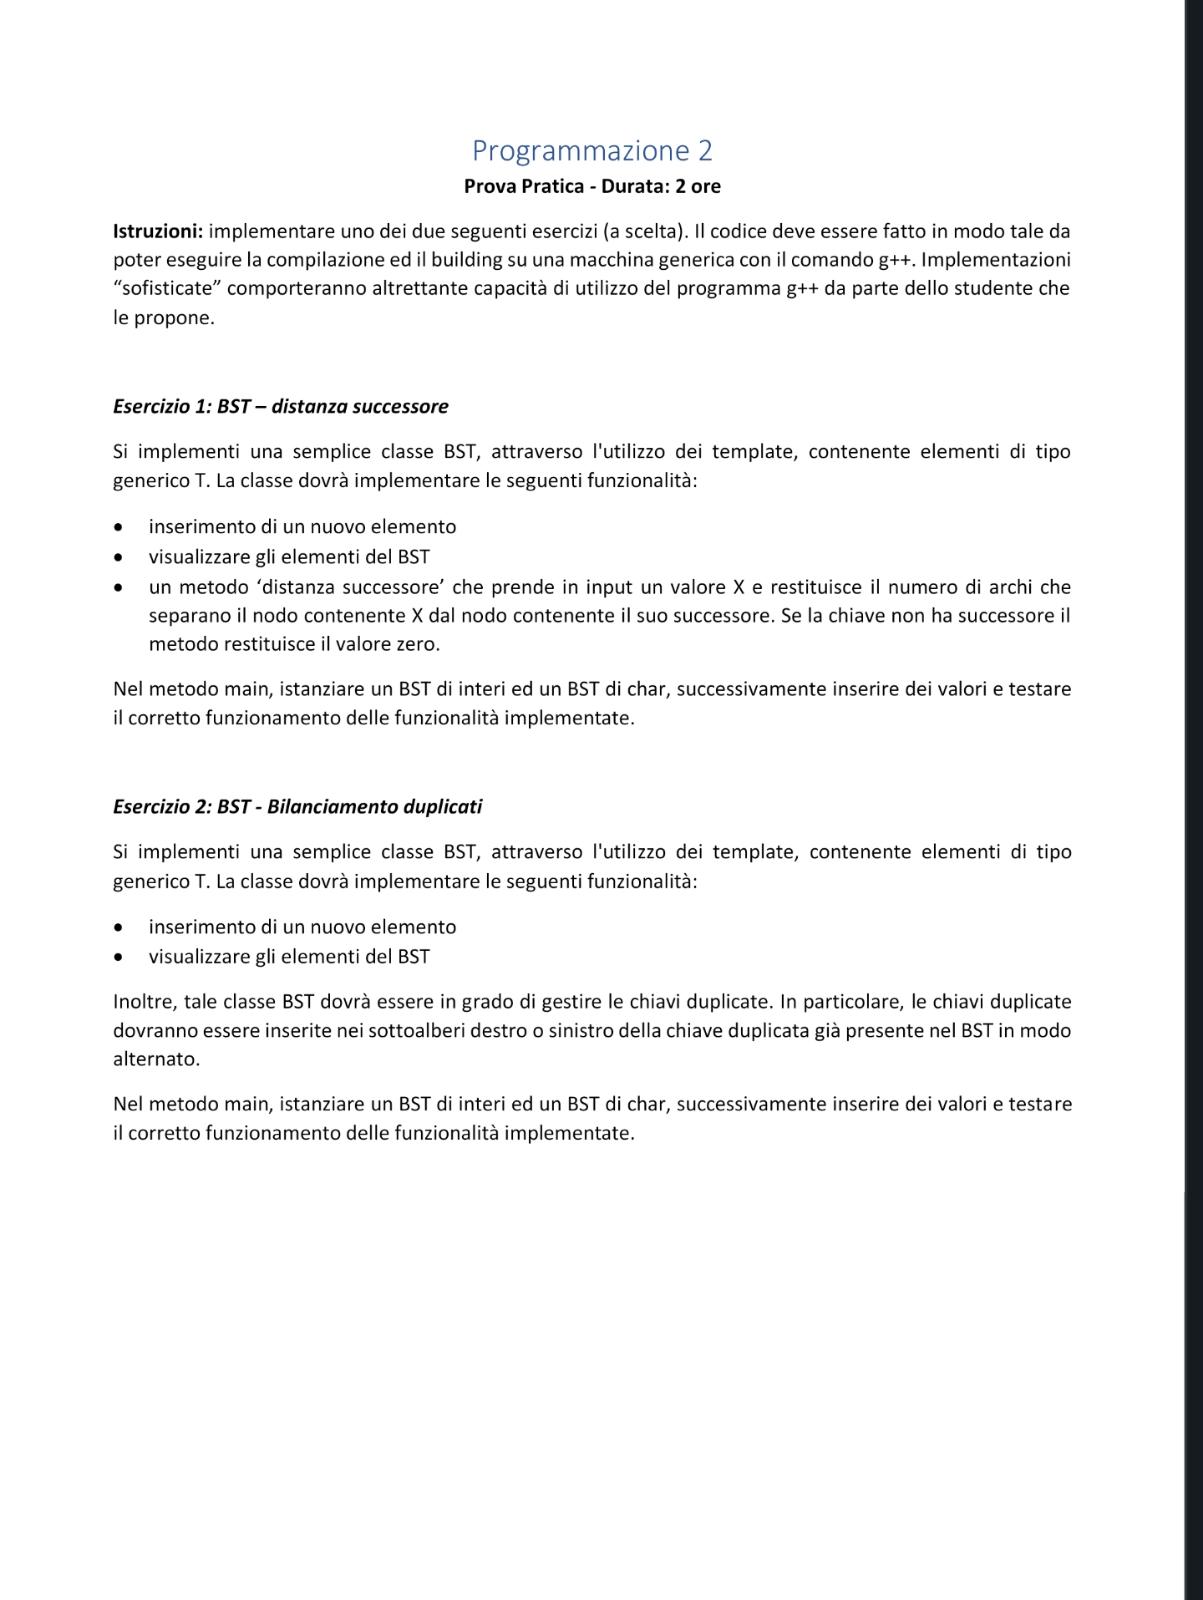 Programmazione 2
Prova Pratica - Durata: 2 ore
Istruzioni: implementare uno dei due seguenti esercizi (a scelta). Il codice deve essere fatto in modo tale da
poter eseguire la compilazione ed il building su una macchina generica con il comando g++. Implementazioni
“sofisticate” comporteranno altrettante capacità di utilizzo del programma g++ da parte dello studente che
le propone.
Esercizio 1: BST – distanza successore
Si implementi una semplice classe BST, attraverso l'utilizzo dei template, contenente elementi di tipo
generico T. La classe dovrà implementare le seguenti funzionalità:
• inserimento di un nuovo elemento
• visualizzare gli elementi del BST
• un metodo ‘distanza successore’ che prende in input un valore X e restituisce il numero di archi che
separano il nodo contenente X dal nodo contenente il suo successore. Se la chiave non ha successore il
metodo restituisce il valore zero.
Nel metodo main, istanziare un BST di interi ed un BST di char, successivamente inserire dei valori e testare
il corretto funzionamento delle funzionalità implementate.
Esercizio 2: BST - Bilanciamento duplicati
Si implementi una semplice classe BST, attraverso l'utilizzo dei template, contenente elementi di tipo
generico T. La classe dovrà implementare le seguenti funzionalità:
• inserimento di un nuovo elemento
• visualizzare gli elementi del BST
Inoltre, tale classe BST dovrà essere in grado di gestire le chiavi duplicate. In particolare, le chiavi duplicate
dovranno essere inserite nei sottoalberi destro o sinistro della chiave duplicata già presente nel BST in modo
alternato.
Nel metodo main, istanziare un BST di interi ed un BST di char, successivamente inserire dei valori e testare
il corretto funzionamento delle funzionalità implementate.